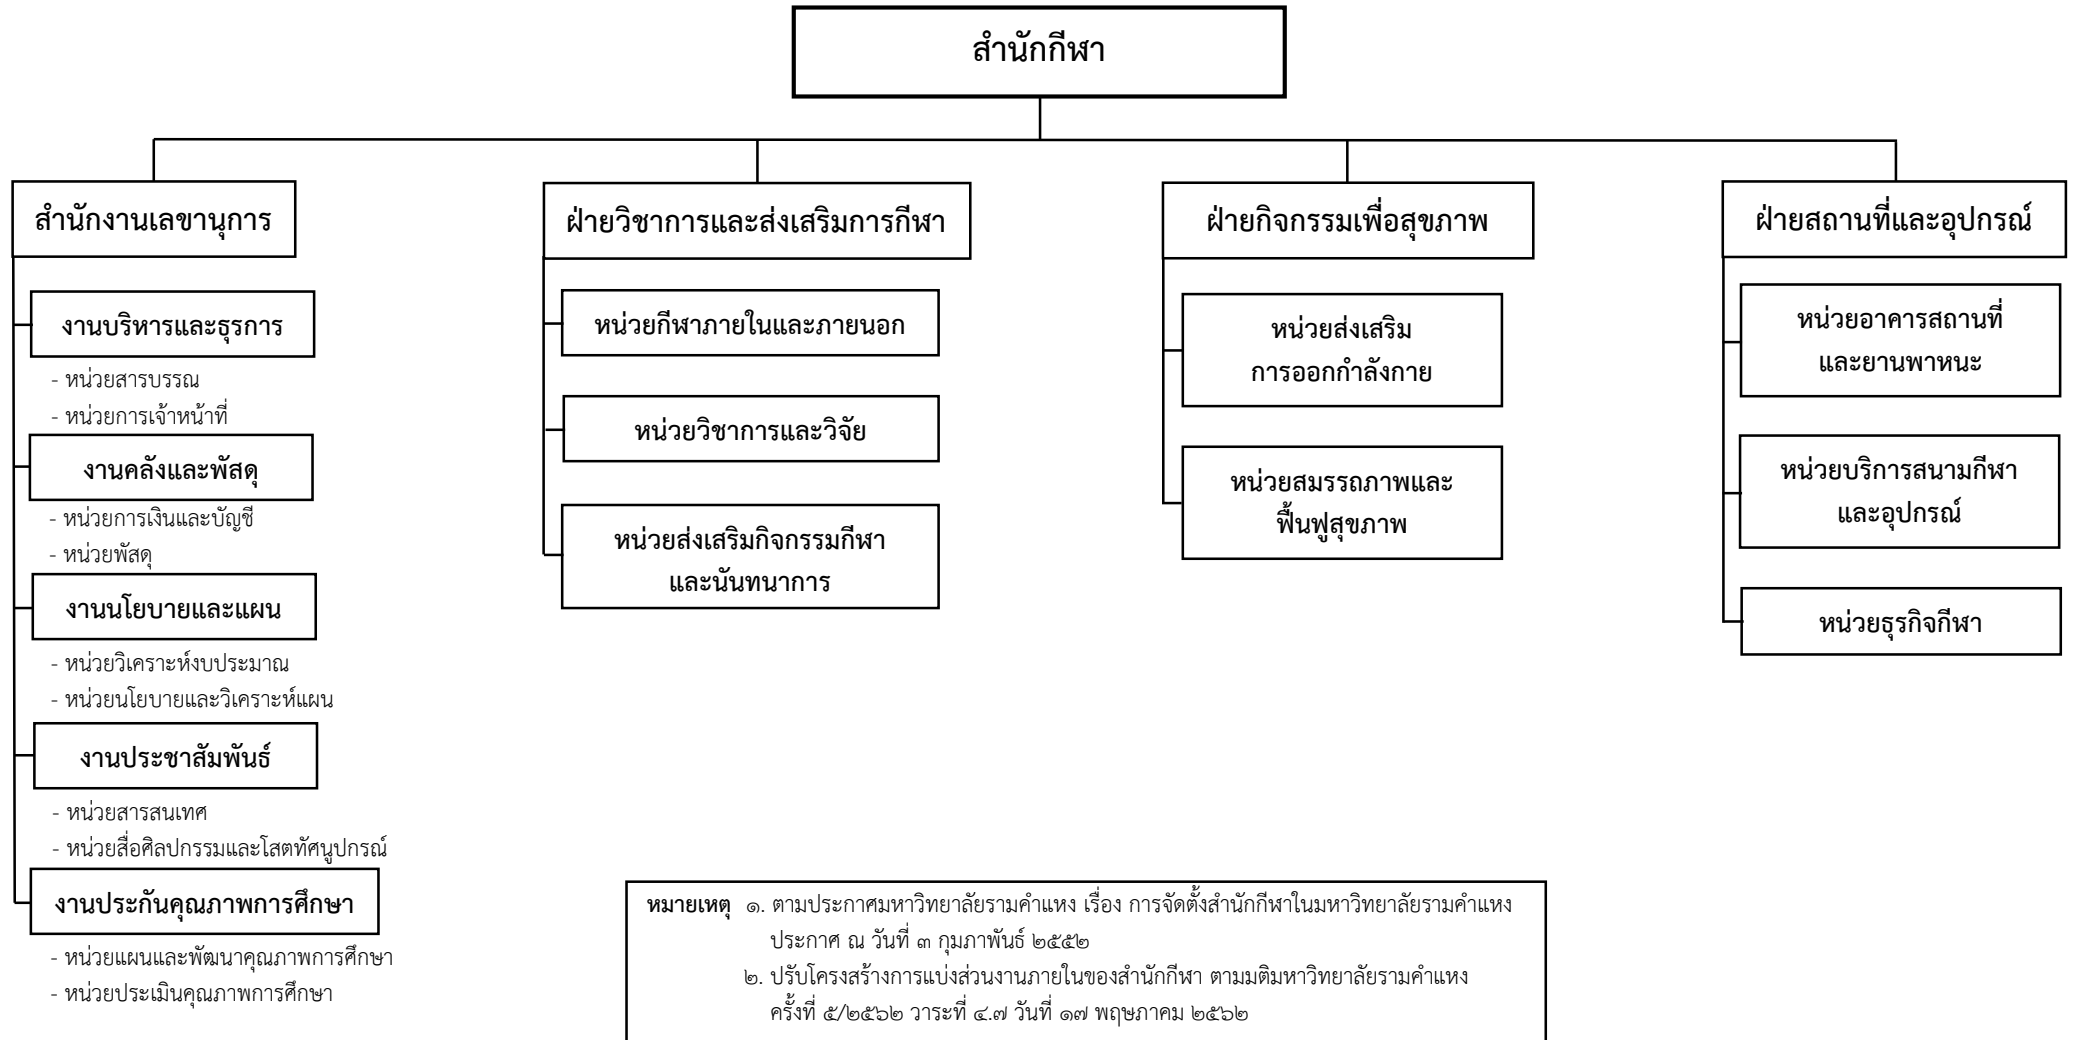 สำนักกีฬา
สำนักงานเลขานุการ
งานบริหารและธุรการ
- หน่วยสารบรรณ
- หน่วยการเจ้าหน้าที่
งานคลังและพัสดุ
- หน่วยการเงินและบัญชี
- หน่วยพัสดุ
งานนโยบายและแผน
- หน่วยวิเคราะห์งบประมาณ
- หน่วยนโยบายและวิเคราะห์แผน
งานประชาสัมพันธ์
- หน่วยสารสนเทศ
- หน่วยสื่อศิลปกรรมและโสตทัศนูปกรณ์
งานประกันคุณภาพการศึกษา
- หน่วยแผนและพัฒนาคุณภาพการศึกษา
- หน่วยประเมินคุณภาพการศึกษา
ฝ่ายวิชาการและส่งเสริมการกีฬา
หน่วยกีฬาภายในและภายนอก
หน่วยวิชาการและวิจัย
หน่วยส่งเสริมกิจกรรมกีฬา
และนันทนาการ
ฝ่ายกิจกรรมเพื่อสุขภาพ
หน่วยส่งเสริม
การออกกำลังกาย
หน่วยสมรรถภาพและ
ฟื้นฟูสุขภาพ
ฝ่ายสถานที่และอุปกรณ์
หน่วยอาคารสถานที่
และยานพาหนะ
หน่วยบริการสนามกีฬา
และอุปกรณ์
หน่วยธุรกิจกีฬา
หมายเหตุ ๑. ตามประกาศมหาวิทยาลัยรามคำแหง เรื่อง การจัดตั้งสำนักกีฬาในมหาวิทยาลัยรามคำแหง
ประกาศ ณ วันที่ ๓ กุมภาพันธ์ ๒๕๕๒
๒. ปรับโครงสร้างการแบ่งส่วนงานภายในของสำนักกีฬา ตามมติมหาวิทยาลัยรามคำแหง
ครั้งที่ ๕/๒๕๖๒ วาระที่ ๔.๗ วันที่ ๑๗ พฤษภาคม ๒๕๖๒